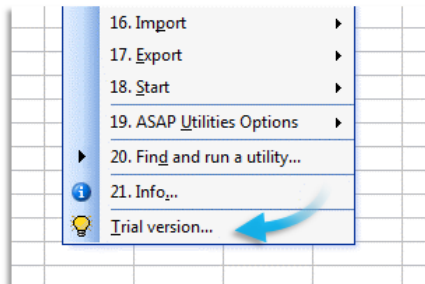 16. Import
17. Export
18. Start
19. ASAP Utilities Options
20. Find and run a utility...
21. Info...
Trial version...